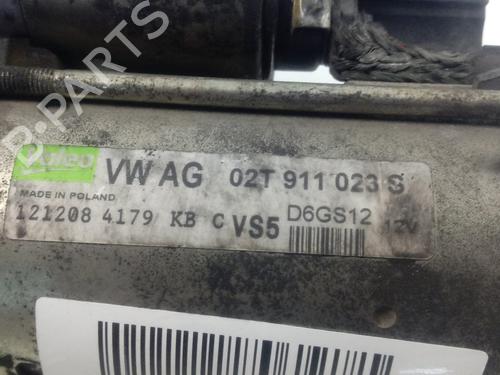 B-PARTS
Valeo VW AG 02T 911 023 S
MADE IN POLAND
121208 4179 KB C VS5 D6GS12 12V